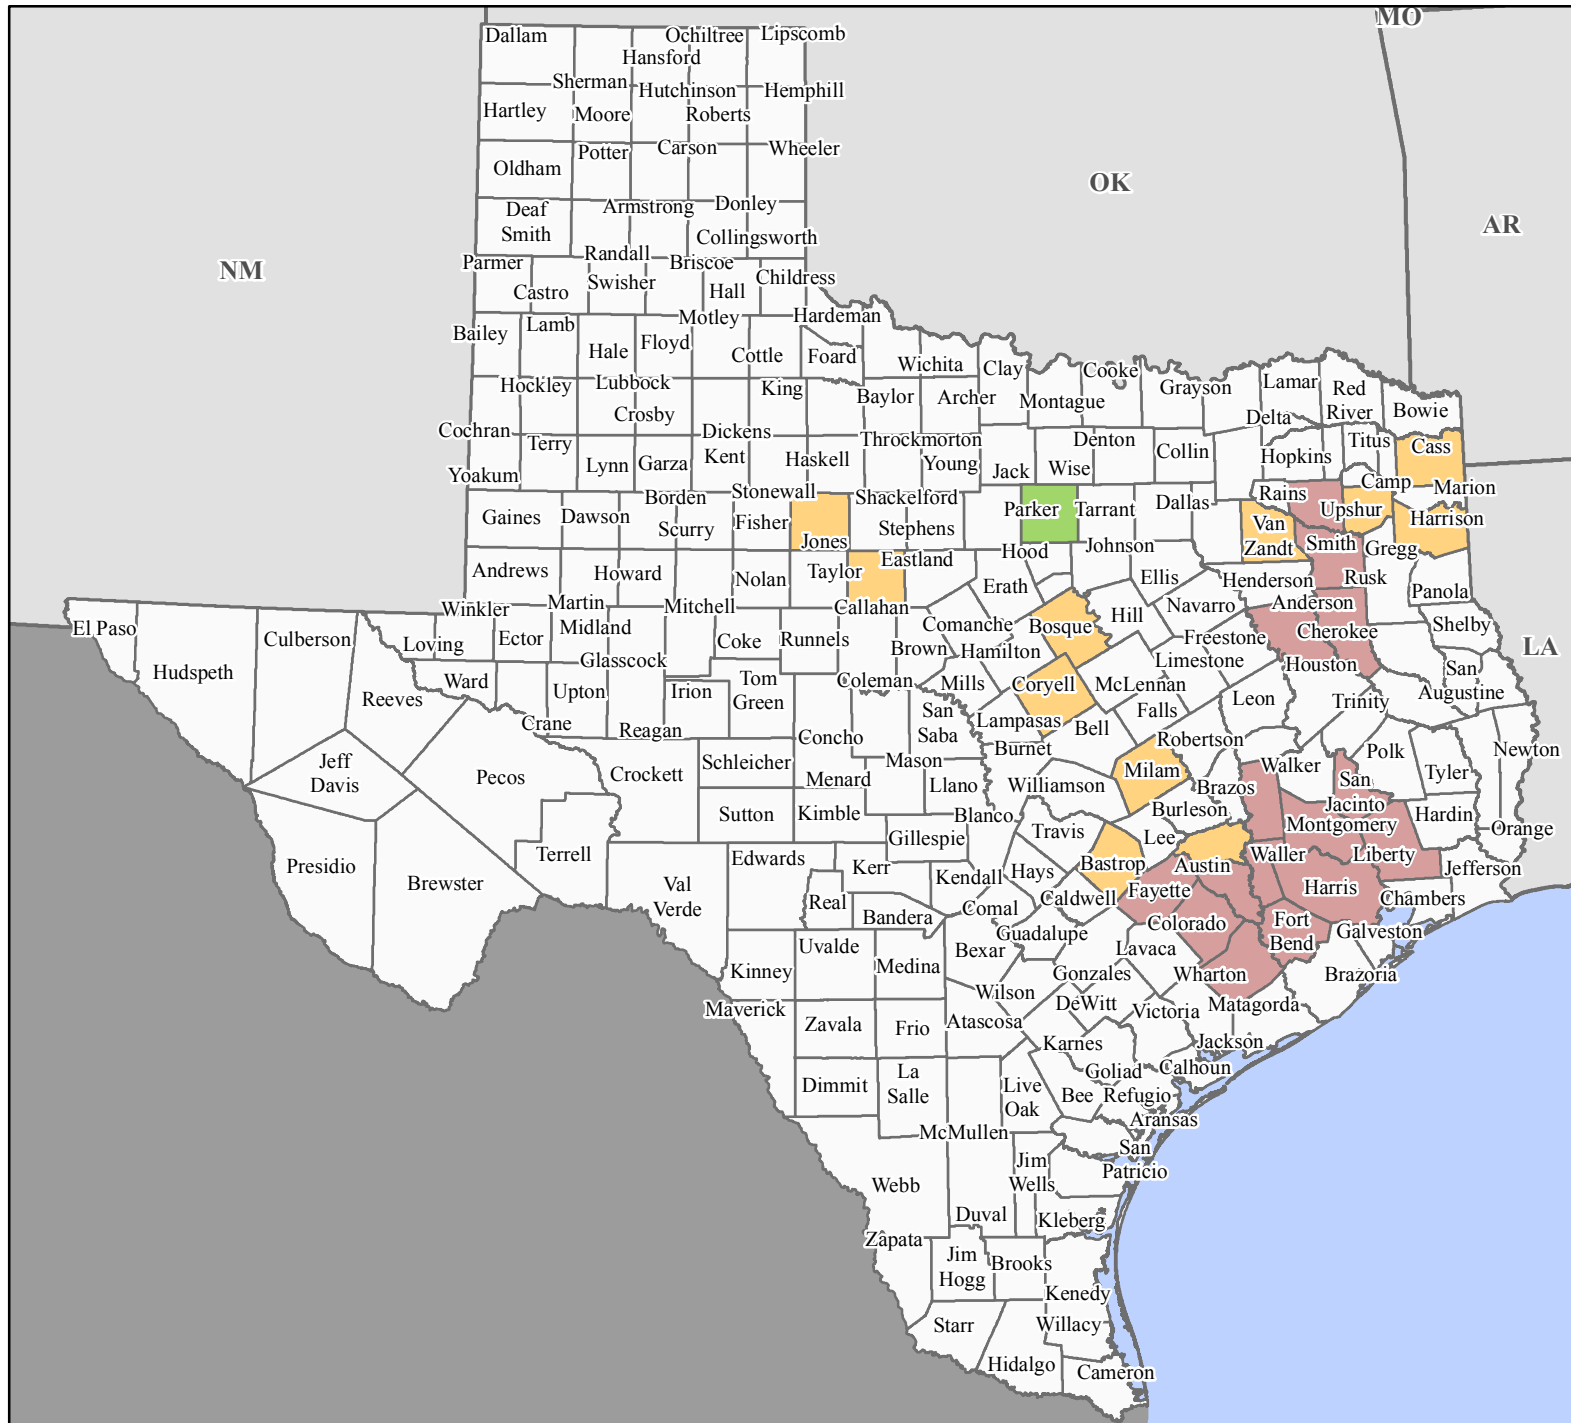 MO
Dallam
Ochiltree
Lipscomb
Hansford
Sherman
Hutchinson
Hemphill
Hartley
Moore
Roberts
Potter
Carson
Wheeler
Oldham
OK
Deaf
Smith
Armstrong
Donley
Collingsworth
AR
NM
Parmer
Randall
Briscoe
Castro
Swisher
Hall
Childress
Bailey
Lamb
Motley
Hardeman
Hale
Floyd
Cottle
Foard
Wichita
Clay
Cooke
Grayson
Lamar
Red
River
Bowie
Hockley
Lubbock
King
Baylor
Archer
Montague
Crosby
Delta
Cochran
Terry
Dickens
Throckmorton
Denton
Collin
Hopkins
Titus
Cass
Yoakum
Lynn
Garza
Kent
Haskell
Young
Jack
Wise
Camp
Marion
Borden
Stonewall
Shackelford
Rains
Gaines
Dawson
Scurry
Fisher
Jones
Stephens
Parker
Tarrant
Dallas
Van
Zandt
Upshur
Harrison
Smith
Gregg
Eastland
Hood
Johnson
Andrews
Howard
Nolan
Taylor
Erath
Ellis
Henderson
Rusk
Panola
Winkler
Martin
Mitchell
Callahan
Navarro
Anderson
El Paso
Culberson
Loving
Ector
Midland
Coke
Runnels
Comanche
Bosque
Hill
Freestone
Cherokee
Shelby
LA
Hudspeth
Glasscock
Brown
Hamilton
Limestone
Houston
San
Augustine
Reeves
Ward
Upton
Irion
Tom
Green
Coleman
Mills
Coryell
McLennan
Leon
Trinity
Crane
Reagan
Concho
San
Saba
Lampasas
Bell
Falls
Robertson
Polk
Newton
Jeff
Davis
Pecos
Crockett
Schleicher
Menard
Mason
Burnet
Williamson
Milam
Walker
San
Jacinto
Tyler
Llano
Brazos
Sutton
Kimble
Blanco
Burleson
Hardin
Travis
Lee
Montgomery
Orange
Gillespie
Presidio
Terrell
Edwards
Kerr
Hays
Bastrop
Austin
Waller
Liberty
Jefferson
Brewster
Val
Verde
Real
Kendall
Caldwell
Fayette
Harris
Chambers
Bandera
Comal
Colorado
Fort
Bend
Galveston
Uvalde
Guadalupe
Bexar
Lavaca
Kinney
Medina
Gonzales
Wharton
Brazoria
Wilson
DeWitt
Victoria
Matagorda
Maverick
Zavala
Frio
Atascosa
Karnes
Jackson
Goliad
Calhoun
Dimmit
La
Salle
Live
Oak
Bee
Refugio
Aransas
McMullen
San
Patricio
Jim
Wells
Webb
Duval
Kleberg
Zapata
Jim
Hogg
Brooks
Kenedy
Starr
Willacy
Hidalgo
Cameron